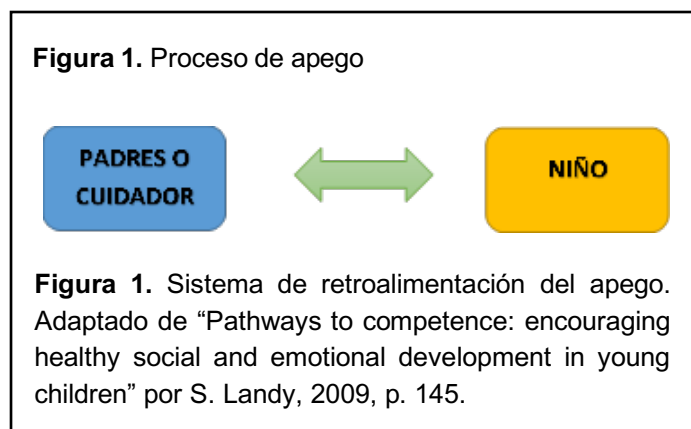 Figura 1. Proceso de apego
PADRES O
CUIDADOR
NIÑO
Figura 1. Sistema de retroalimentación del apego.
Adaptado de “Pathways to competence: encouraging
healthy social and emotional development in young
children” por S. Landy, 2009, p. 145.